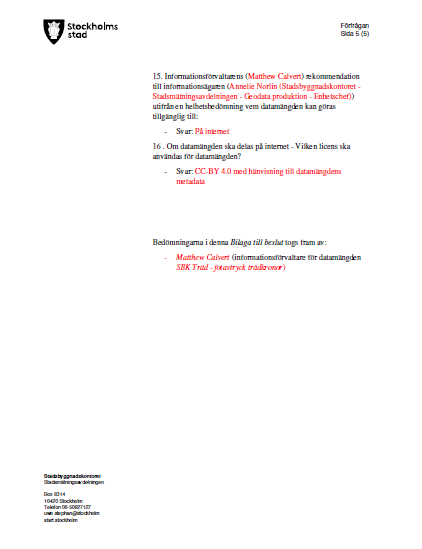 Stockholms
stad
Förfrågan
Sida 5 (5)
15. Informationsförvaltarens (Matthew Calvert) rekommendation
till informationsägaren (Annelie Norlin (Stadsbyggnadskontoret -
Stadsmätningsavdelningen - Geodata produktion - Enhetschef))
utifrån en helhetsbedömning vem datamängden kan göras
tillgänglig till:
- Svar: På internet
16 . Om datamängden ska delas på internet - Vilken licens ska
användas för datamängden?
- Svar: CC-BY 4.0 med hänvisning till datamängdens
metadata
Bedömningarna i denna Bilaga till beslut togs fram av:
- Matthew Calvert (informationsförvaltare för datamängden
SBK Träd - fotavtryck trädkronor)
Stadsbyggnadskontoret
Stadsmätningsavdelningen
Box 8314
10420 Stockholm
Telefon 08-50827127
uwe.stephan@stockholm
start.stockholm